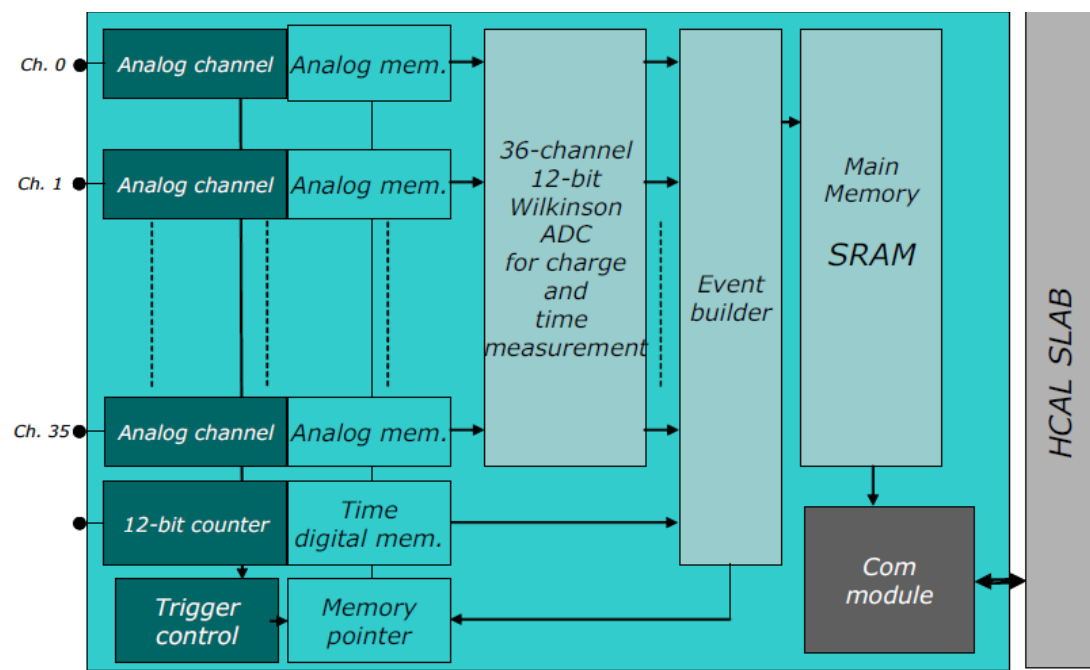 Ch. 0
Analog channel
Analog mem.
Ch. 1
Analog channel
Analog mem.
36-channel
12-bit
Wilkinson
ADC
for charge
and
time
measurement
Event
builder
Main
Memory
SRAM
HCAL SLAB
Ch. 35
Analog channel
Analog mem.
12-bit counter
Time
digital mem.
Com
module
Trigger
control
Memory
pointer